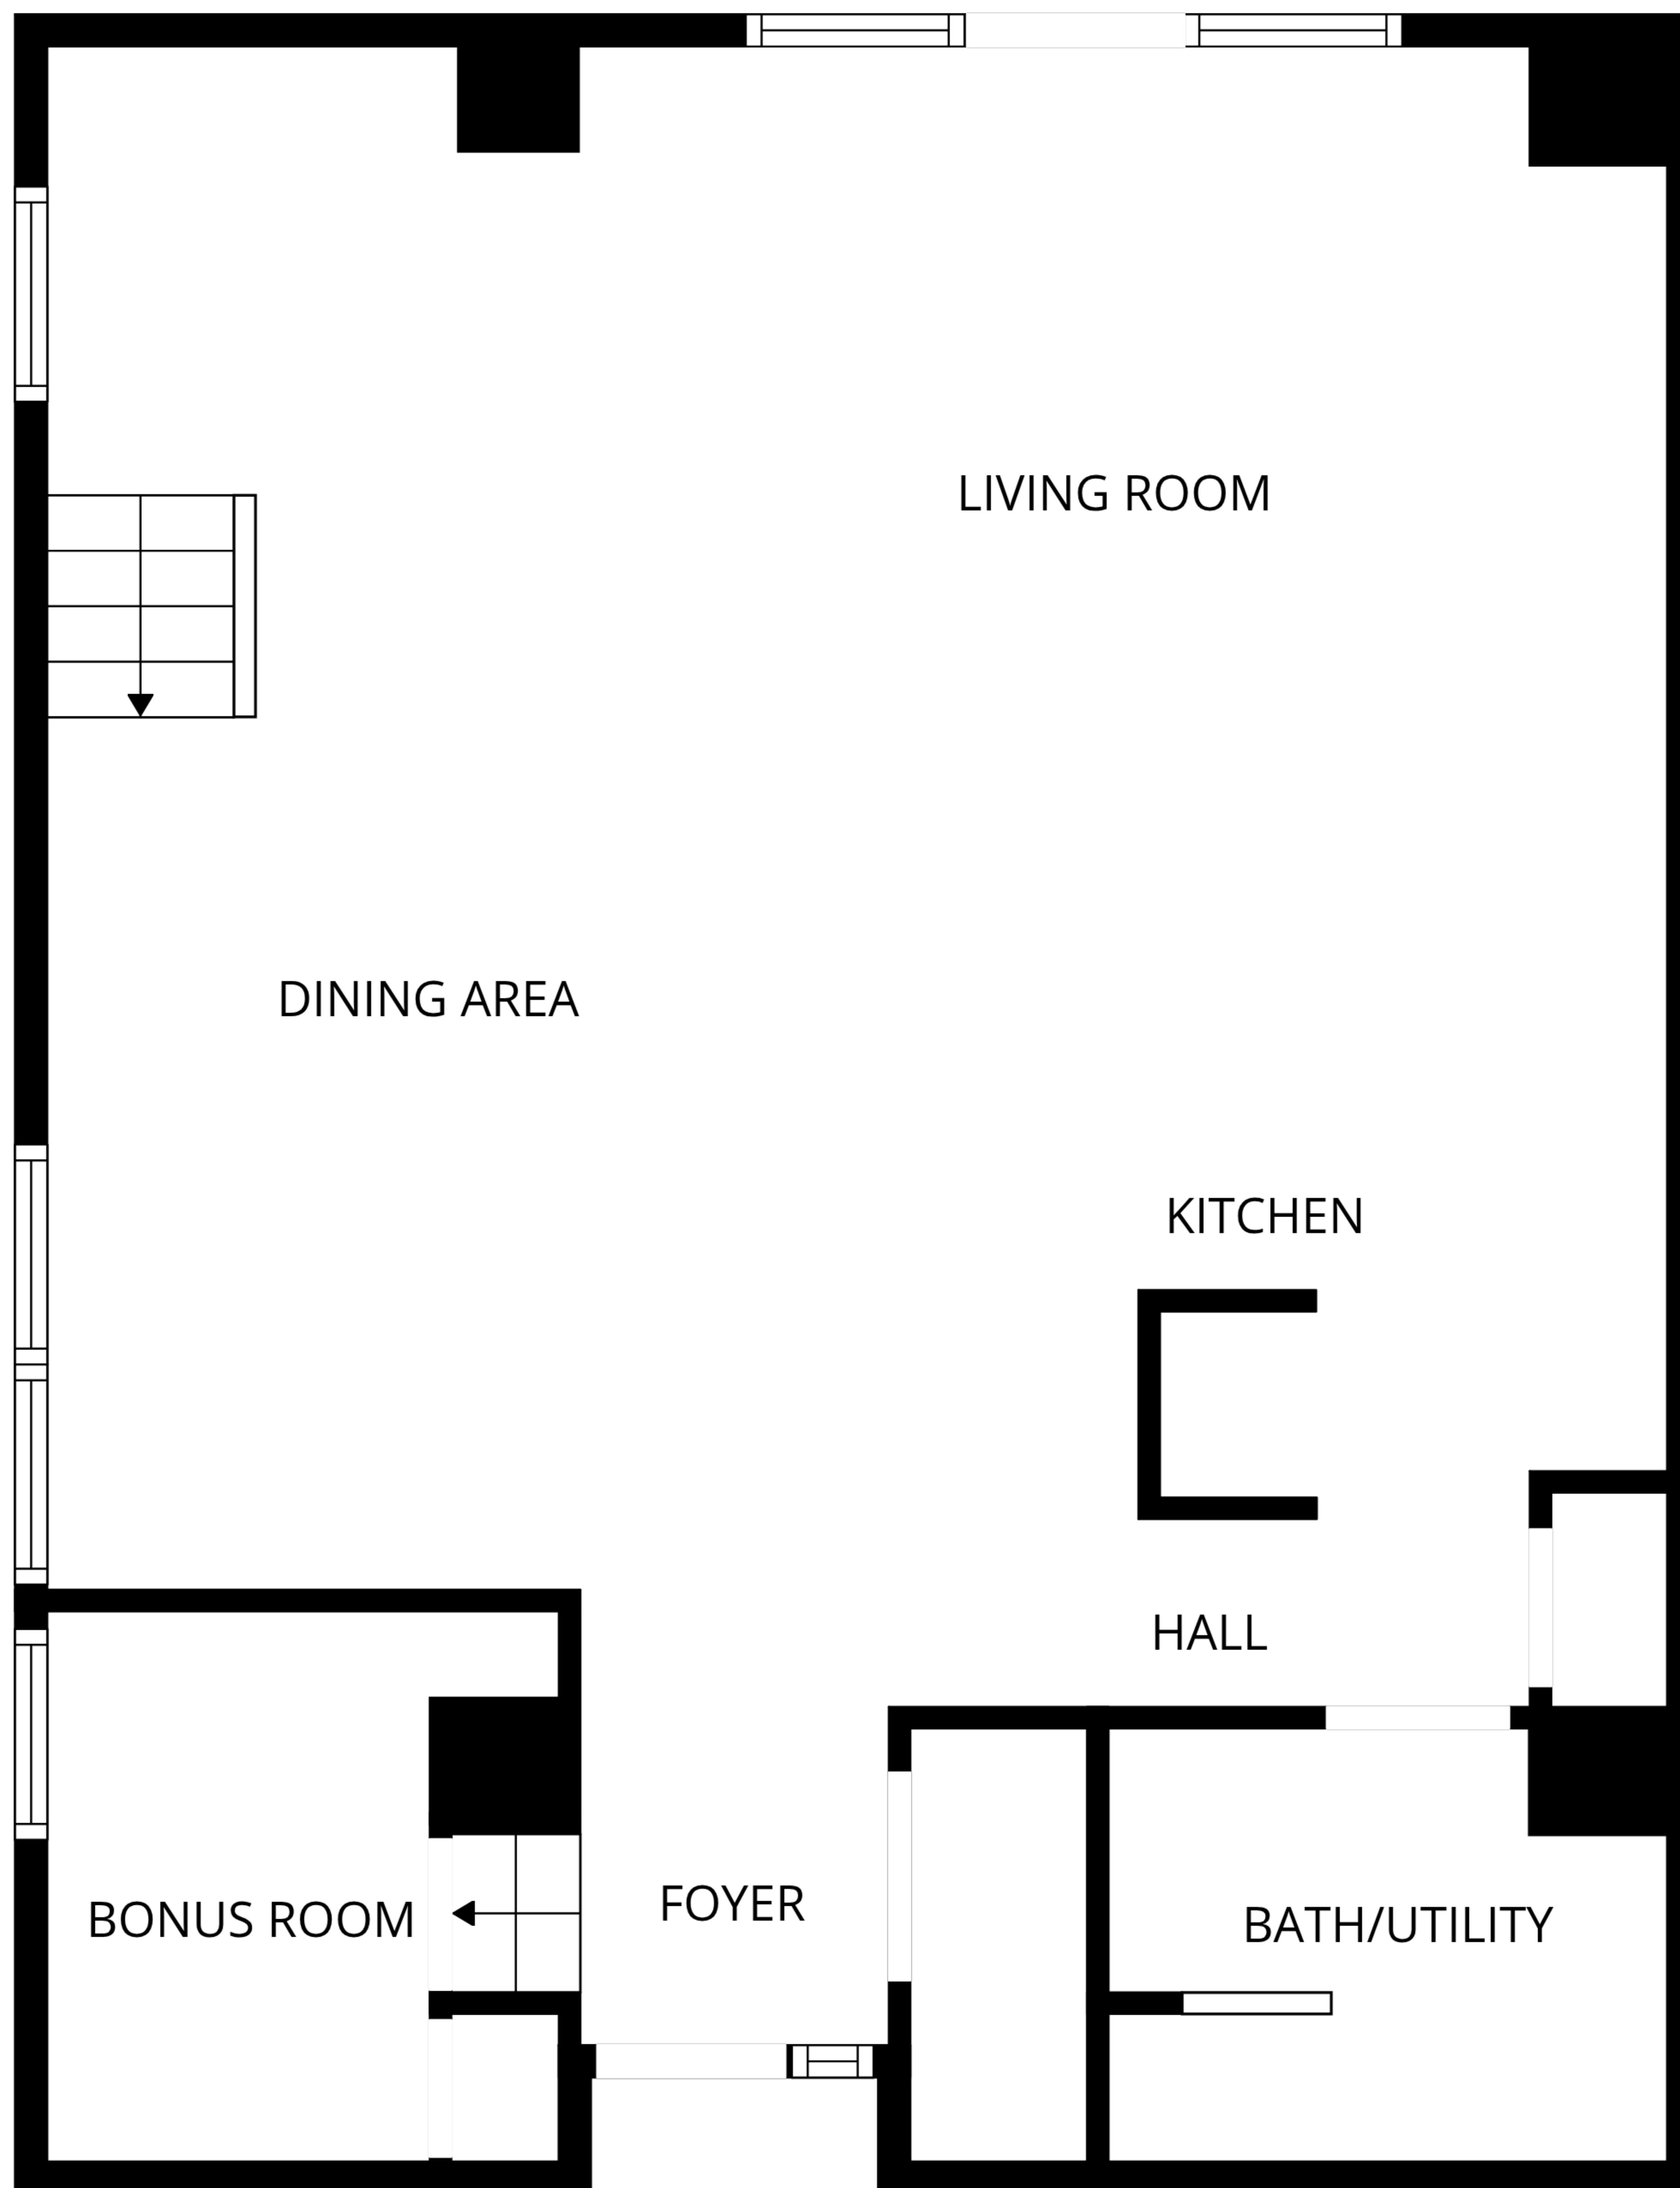 LIVING ROOM
DINING AREA
KITCHEN
HALL
FOYER
BONUS ROOM
BATH/UTILITY